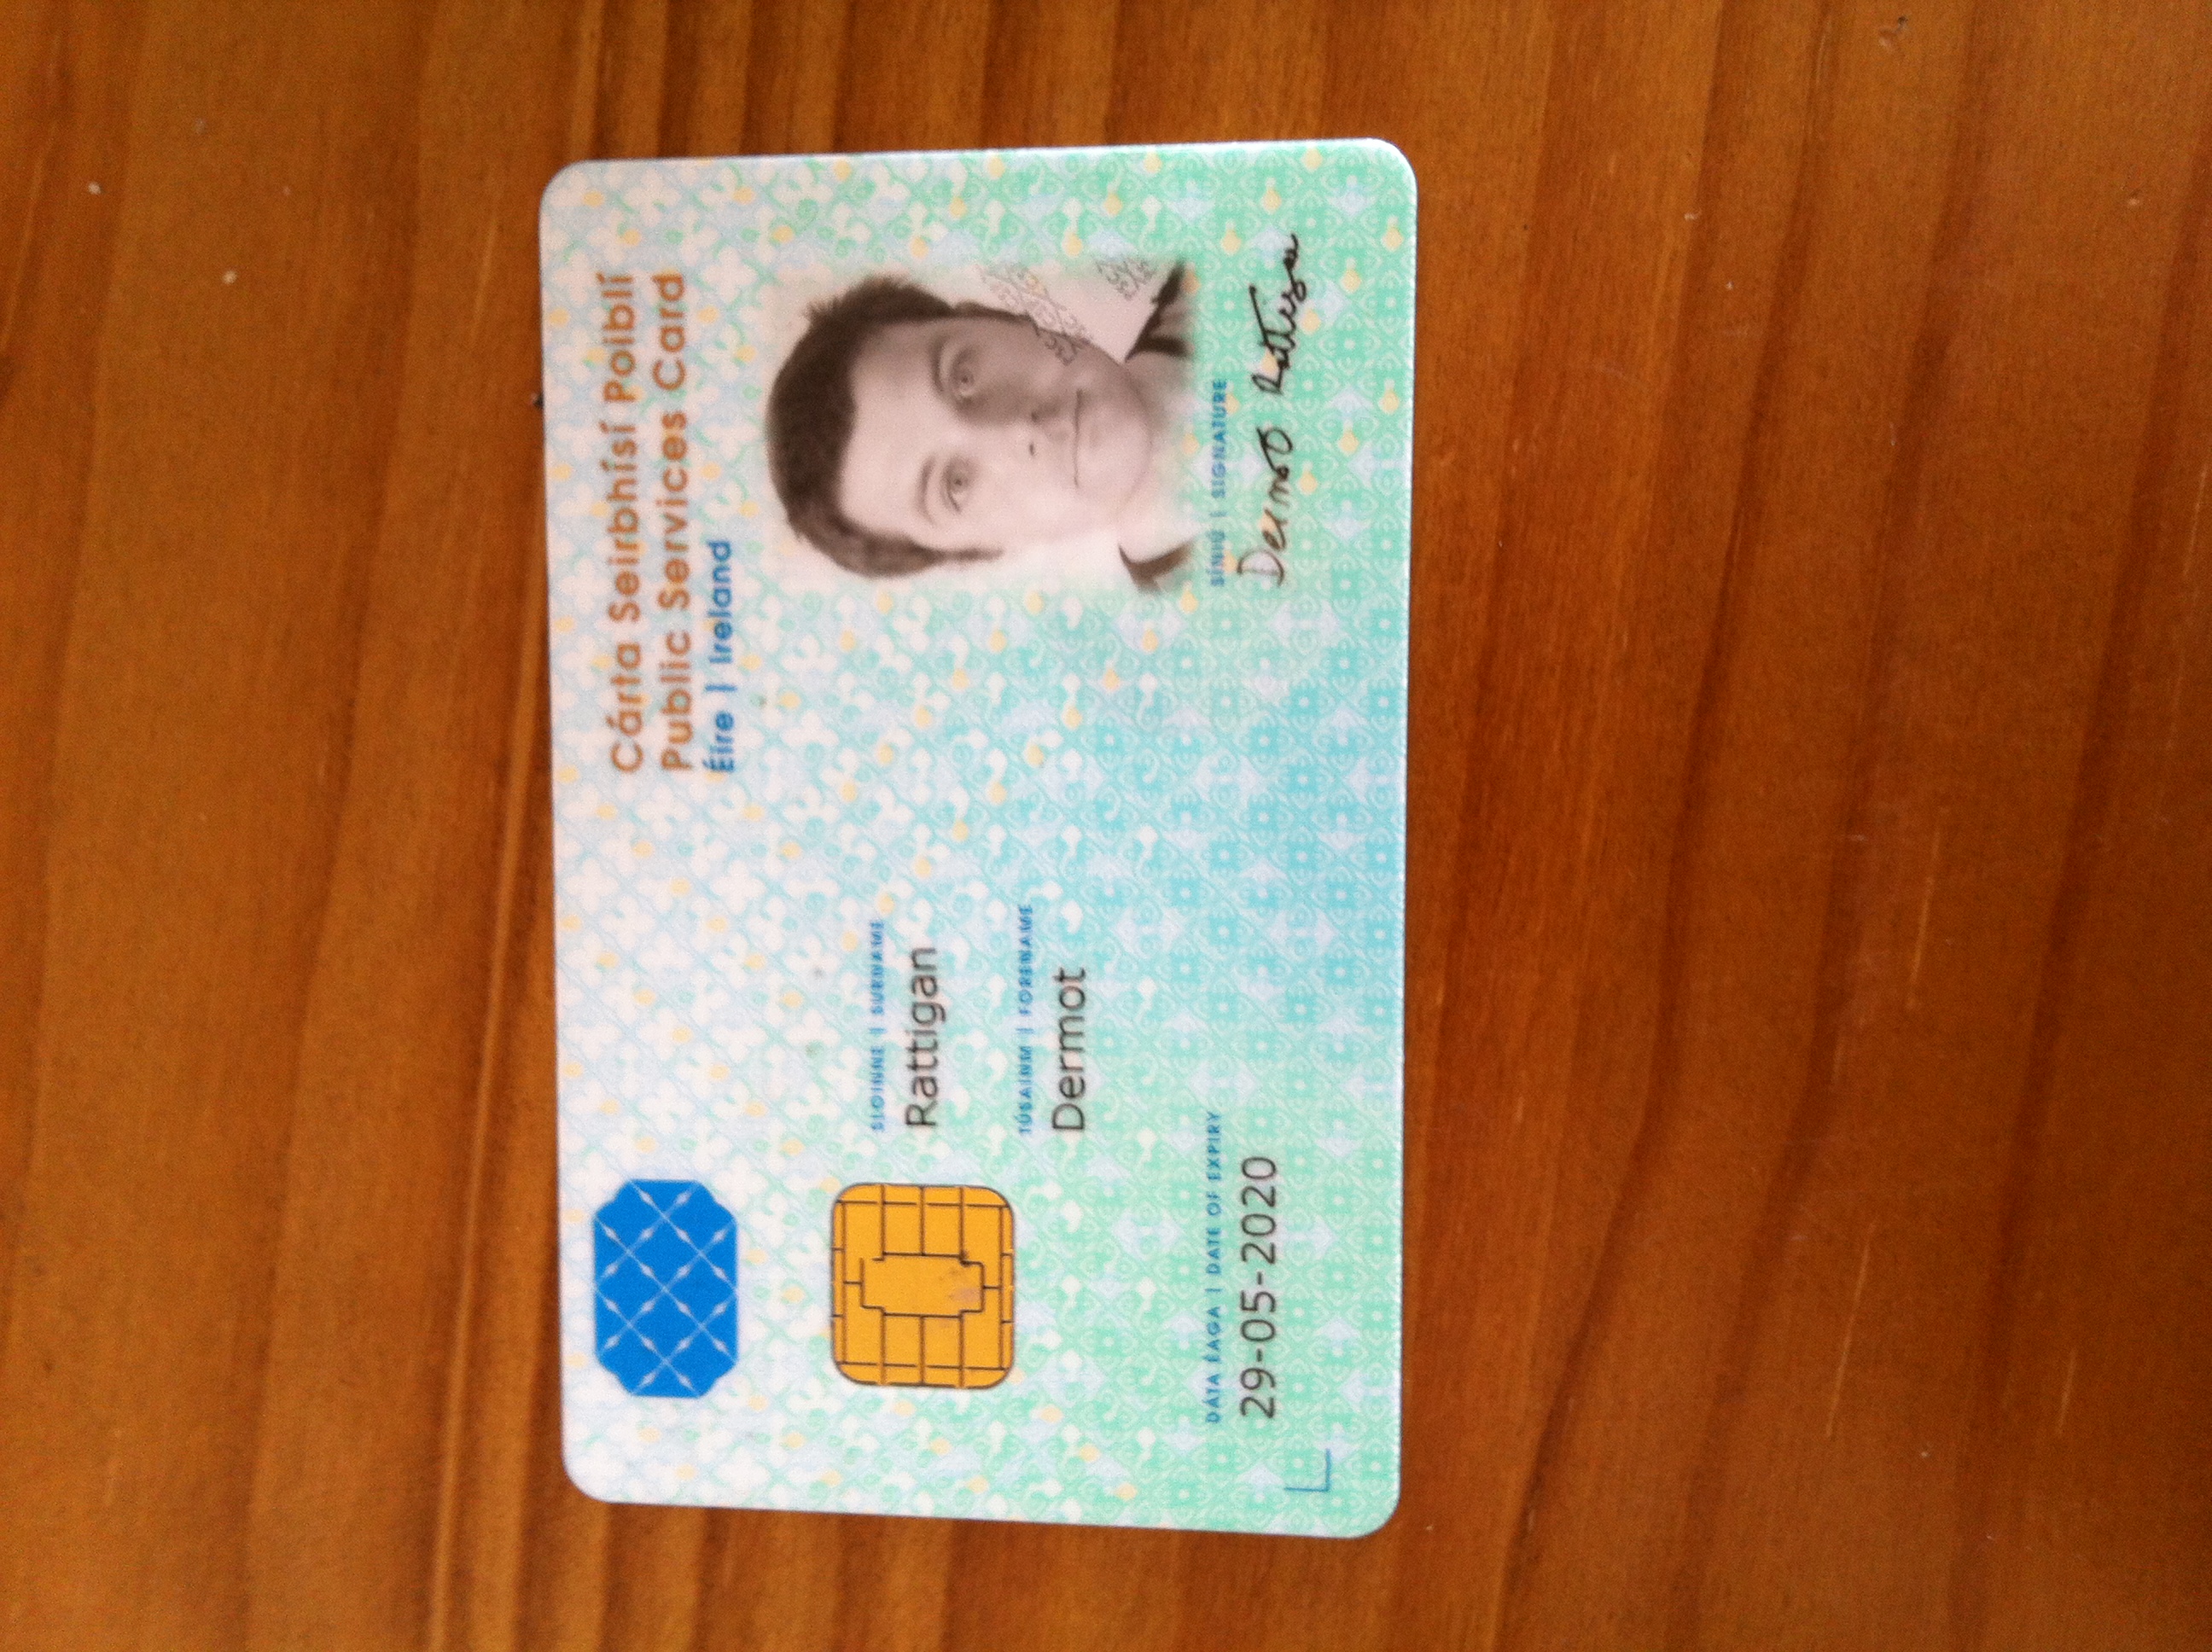 Cárta Seirbhísí Poiblí
Public Services Card
Éire | Ireland
SLOINNE | SURNAME
Rattigan
TÚSAINM | FORENAME
Dermot
DÁTA ÉAGA | DATE OF EXPIRY
29-05-2020
SÍNIÚ | SIGNATURE
Dermot Rattigan